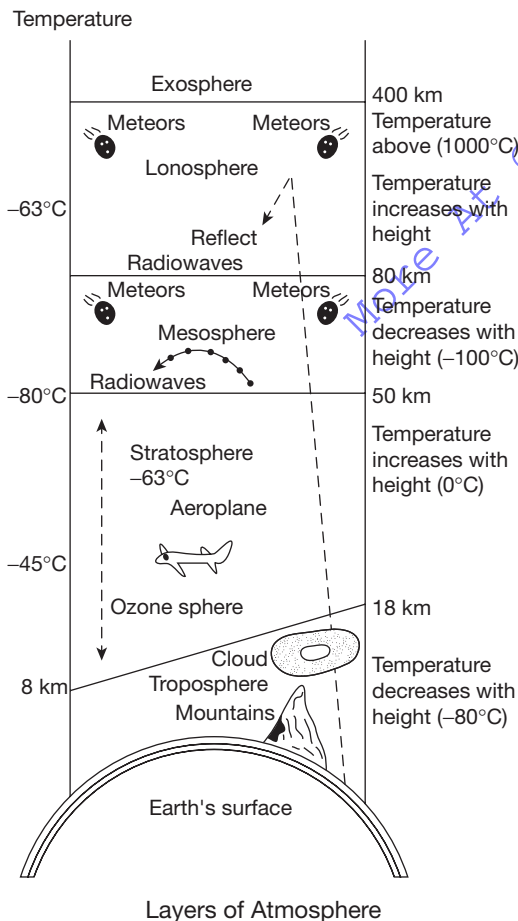 Temperature
Exosphere
400 km
Meteors
Meteors
Temperature
above (1000°C)
Lonosphere
–63°C
Temperature
increases with
height
Reflect
Radiowaves
80 km
Meteors
Meteors
Temperature
decreases with
height (–100°C)
Mesosphere
Radiowaves
–80°C
50 km
Temperature
increases with
height (0°C)
Stratosphere
–63°C
Aeroplane
–45°C
Ozone sphere
18 km
Cloud
Troposphere
8 km
Mountains
Temperature
decreases with
height (–80°C)
Earth's surface
Layers of Atmosphere
More At